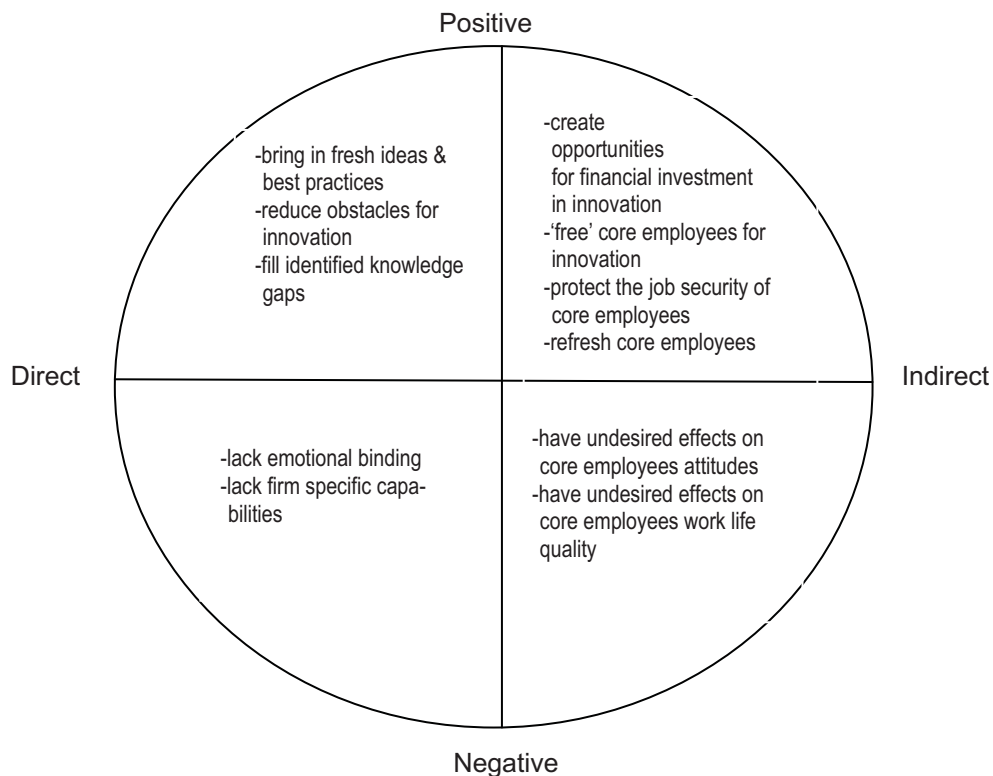 Positive
-bring in fresh ideas &
best practices
-reduce obstacles for
innovation
-fill identified knowledge
gaps
-create
opportunities
for financial investment
in innovation
-‘free’ core employees for
innovation
-protect the job security of
core employees
-refresh core employees
Direct
Indirect
-lack emotional binding
-lack firm specific capa-
bilities
-have undesired effects on
core employees attitudes
-have undesired effects on
core employees work life
quality
Negative